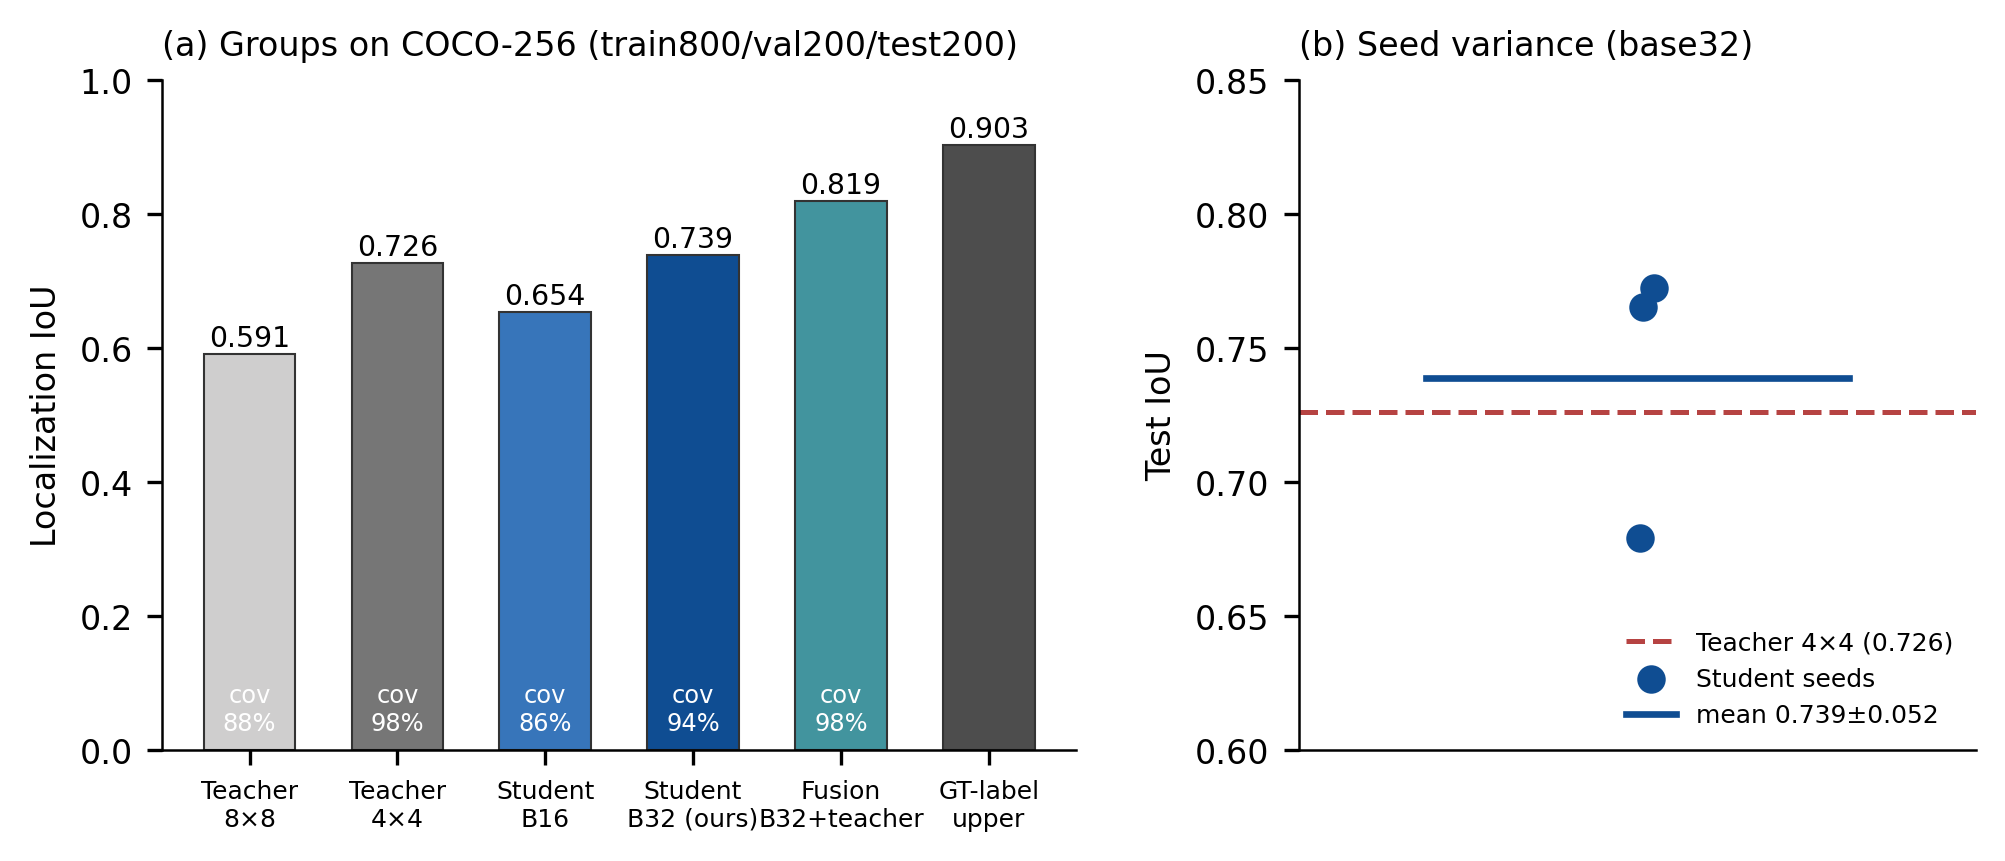 (a) Groups on COCO-256 (train800/val200/test200)
Localization IoU
1.0
0.8
0.6
0.4
0.2
0.0
0.591
0.726
0.654
0.739
0.819
0.903
cov
88%
cov
98%
cov
86%
cov
94%
cov
98%
Teacher
8×8
Teacher
4×4
Student
B16
Student
B32 (ours)
Fusion
B32+teacher
GT-label
upper
(b) Seed variance (base32)
Test IoU
0.85
0.80
0.75
0.70
0.65
0.60
Teacher 4×4 (0.726)
Student seeds
mean 0.739±0.052